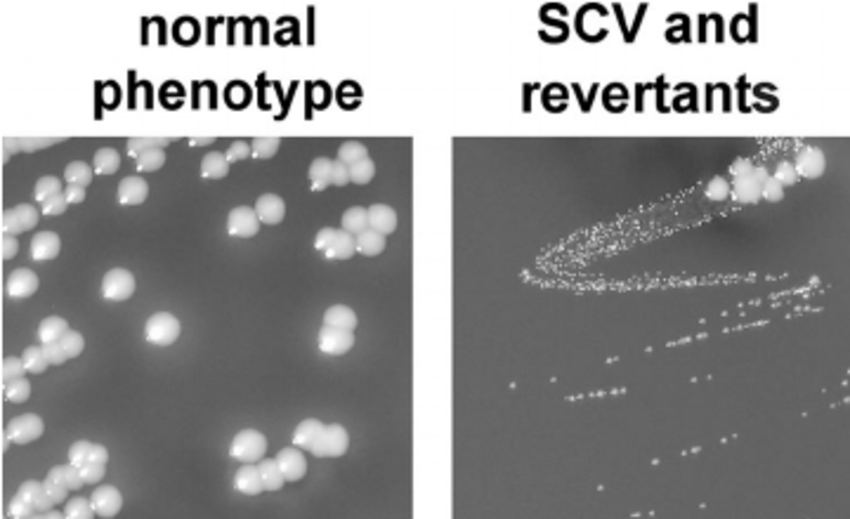 normal
phenotype
SCV and
revertants